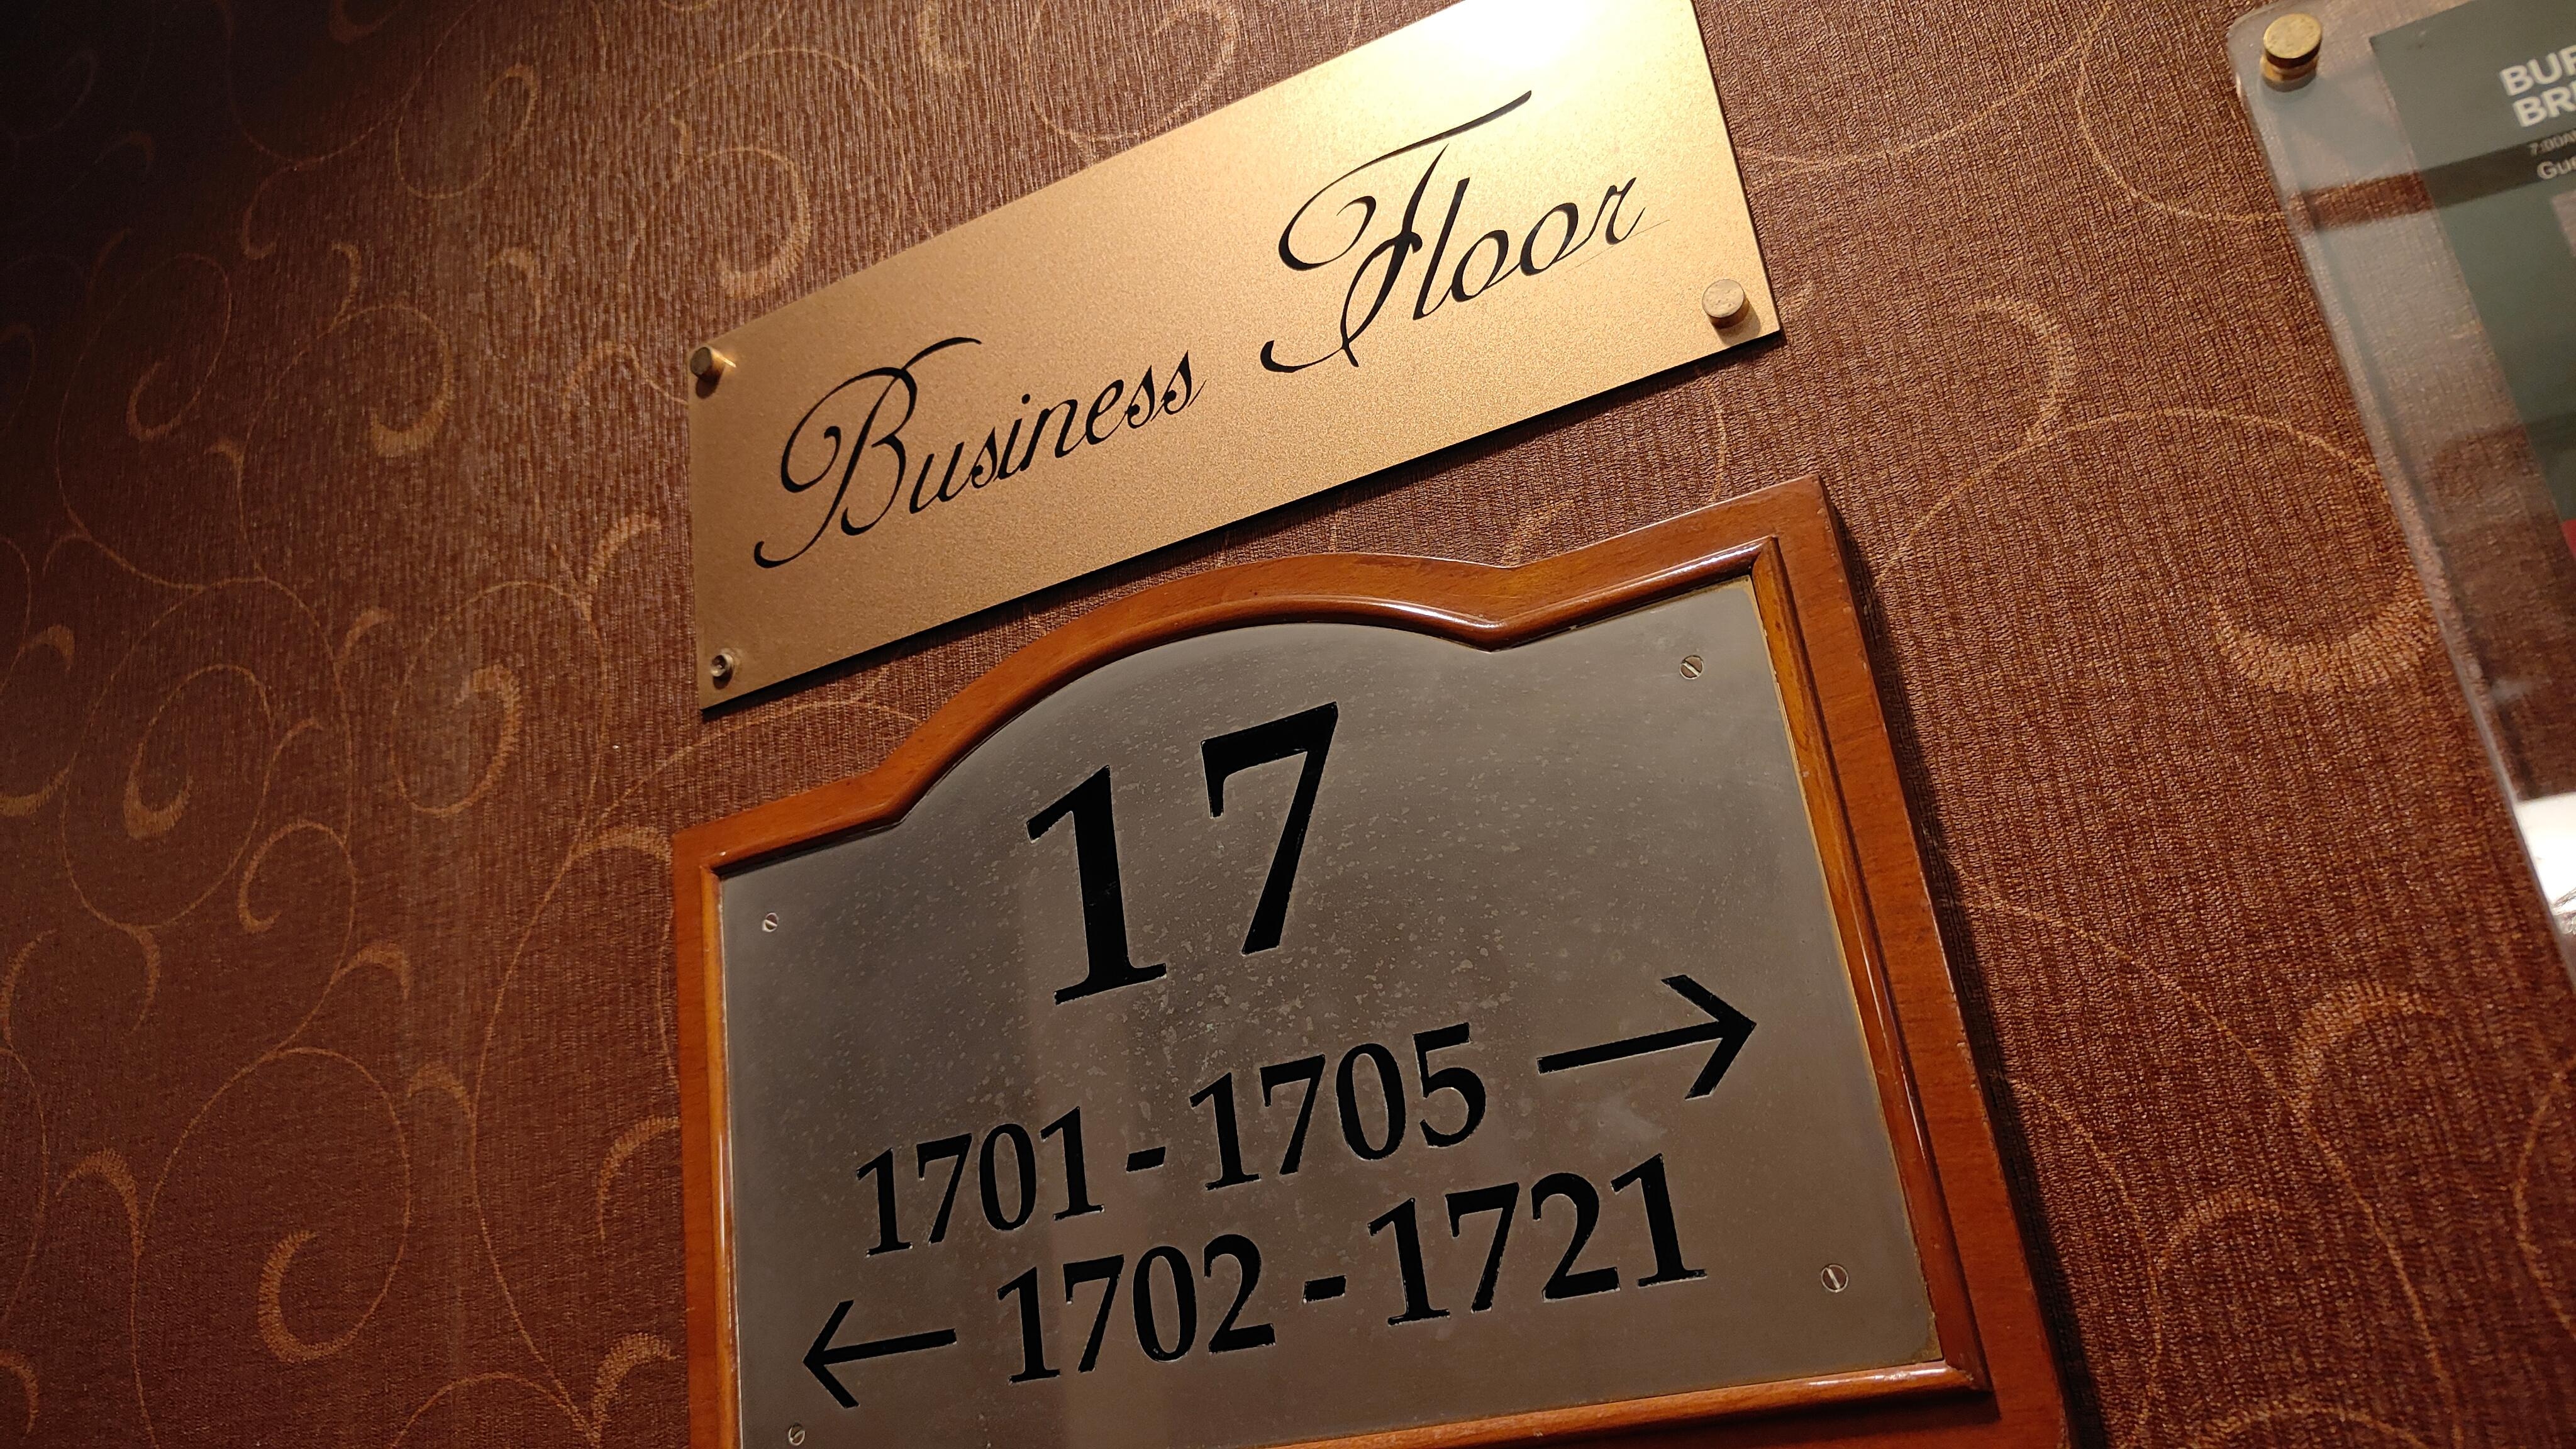 Business Floor
17
1701 - 1705 →
← 1702 - 1721